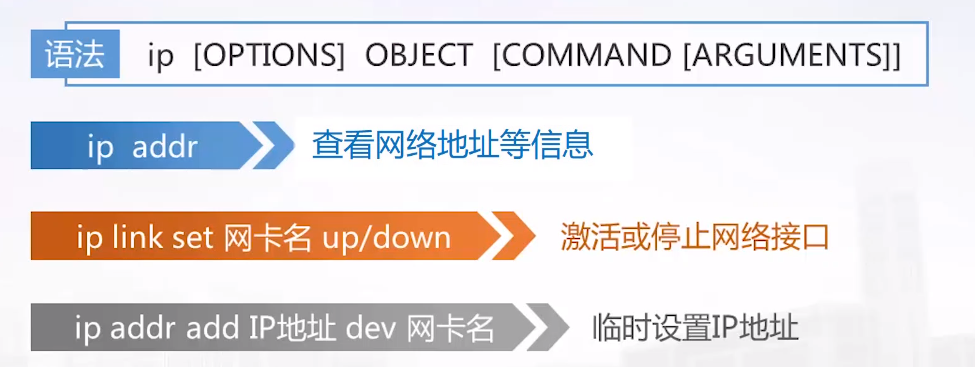 语法 ip [OPTIONS] OBJECT [COMMAND [ARGUMENTS]]
ip addr 查看网络地址等信息
ip link set 网卡名 up/down 激活或停止网络接口
ip addr add IP地址 dev 网卡名 临时设置IP地址